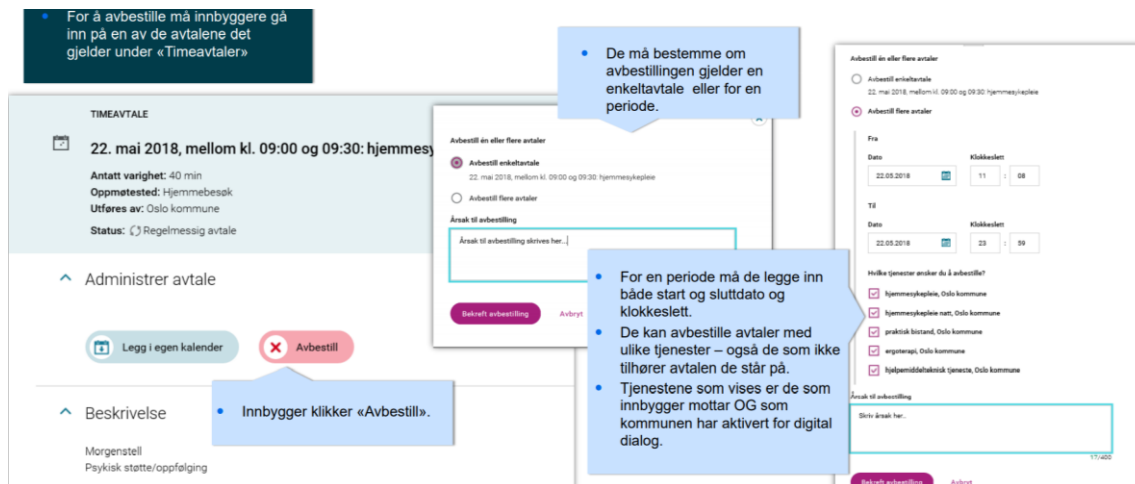 For å avbestille må innbyggere gå
inn på en av de avtalene det
gjelder under «Timeavtaler»
TIMEAVTALE
22. mai 2018, mellom kl. 09:00 og 09:30: hjemmesy
Antatt varighet: 40 min
Oppmøtested: Hjemmebesøk
Utføres av: Oslo kommune
Status: Regelmessig avtale
Administrer avtale
Legg i egen kalender
Avbestill
Beskrivelse
Morgenstell
Psykisk støtte/oppfølging
Innbygger klikker «Avbestill».
De må bestemme om
avbestillingen gjelder en
enkeltavtale eller for en
periode.
Avbestill én eller flere avtaler
Avbestill enkeltavtale
22. mai 2018, mellom kl. 09:00 og 09:30: hjemmesykepleie
Avbestill flere avtaler
Årsak til avbestilling
Årsak til avbestilling skrives her...
Bekreft avbestilling
Avbryt
For en periode må de legge inn
både start og sluttdato og
klokkeslett.
De kan avbestille avtaler med
ulike tjenester – også de som ikke
tilhører avtalen de står på.
Tjenestene som vises er de som
innbygger mottar OG som
kommunen har aktivert for digital
dialog.
Avbestill én eller flere avtaler
Avbestill enkeltavtale
22. mai 2018, mellom kl. 09:00 og 09:30: hjemmesykepleie
Avbestill flere avtaler
Fra
Dato Klokkeslett
22.05.2018 11 : 08
Til
Dato Klokkeslett
22.05.2018 23 : 59
Hvilke tjenester ønsker du å avbestille?
hjemmesykepleie, Oslo kommune
hjemmesykepleie natt, Oslo kommune
praktisk bistand, Oslo kommune
ergoterapi, Oslo kommune
hjelpemiddelteknisk tjeneste, Oslo kommune
Årsak til avbestilling
Skriv årsak her..
17/400
Bekreft avbestilling
Avbryt